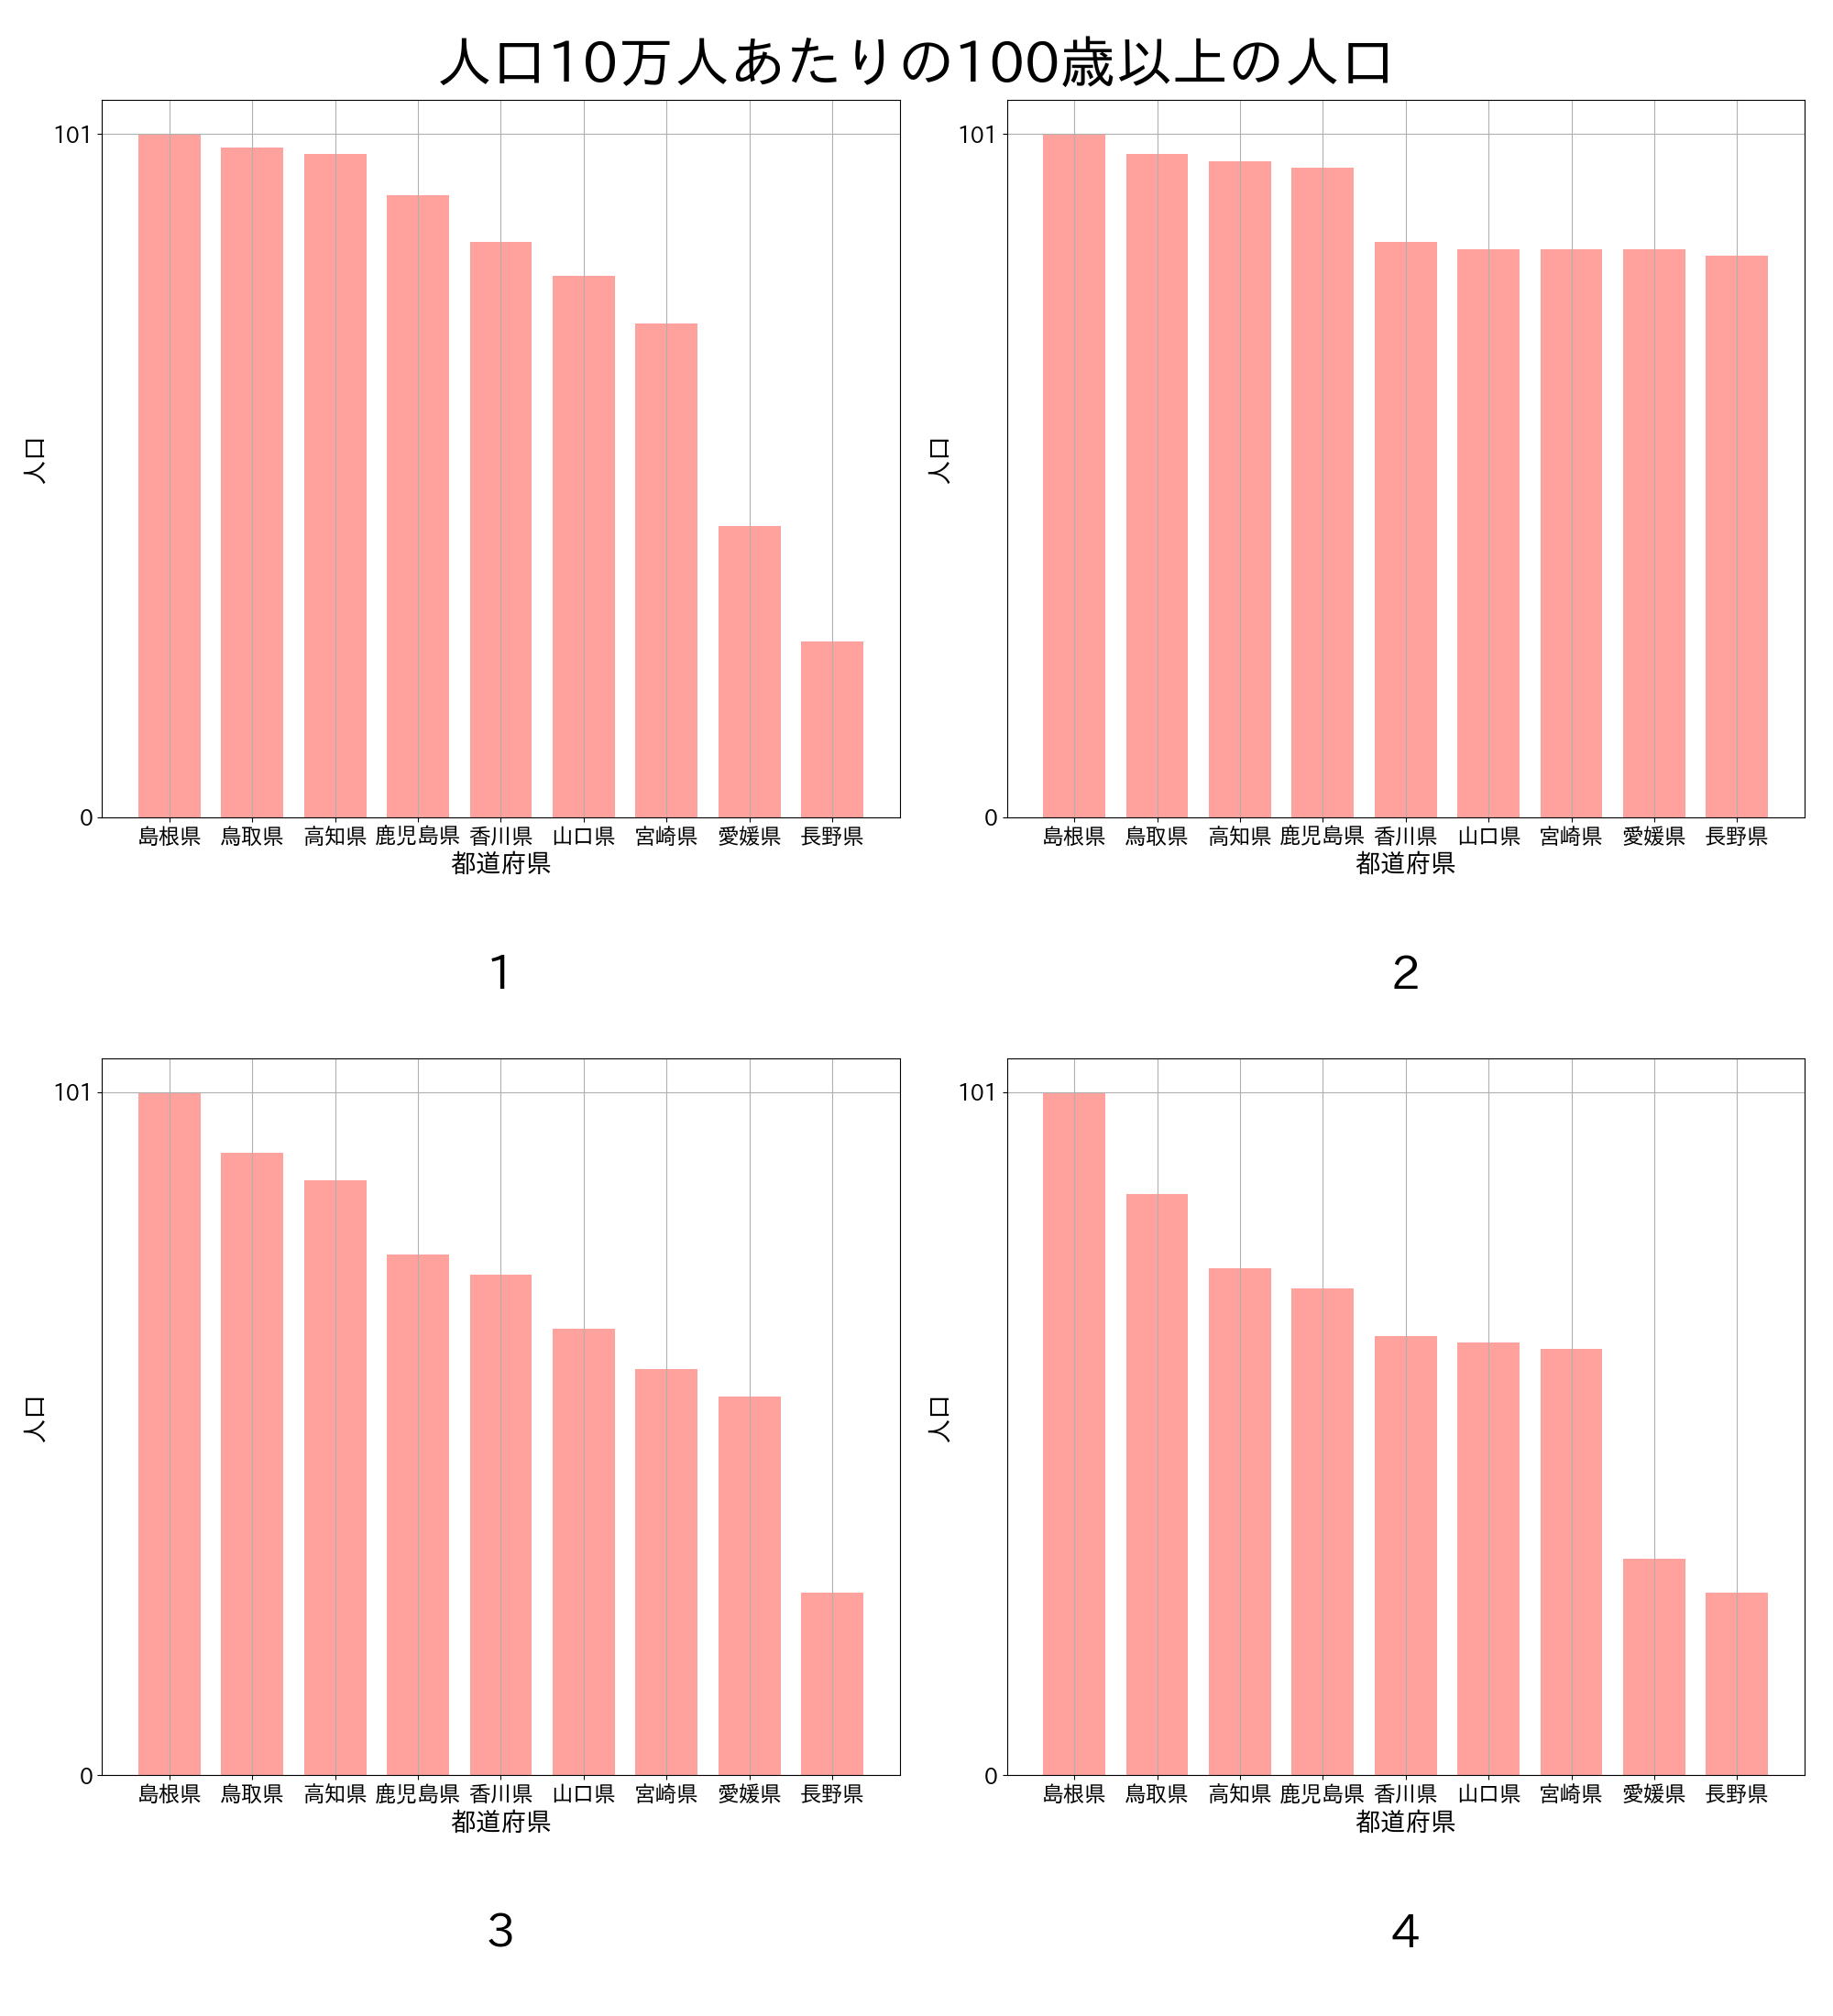 人口10万人あたりの100歳以上の人口
101
0
人口
島根県 鳥取県 高知県 鹿児島県 香川県 山口県 宮崎県 愛媛県 長野県
都道府県
1
101
0
人口
島根県 鳥取県 高知県 鹿児島県 香川県 山口県 宮崎県 愛媛県 長野県
都道府県
2
101
0
人口
島根県 鳥取県 高知県 鹿児島県 香川県 山口県 宮崎県 愛媛県 長野県
都道府県
3
101
0
人口
島根県 鳥取県 高知県 鹿児島県 香川県 山口県 宮崎県 愛媛県 長野県
都道府県
4